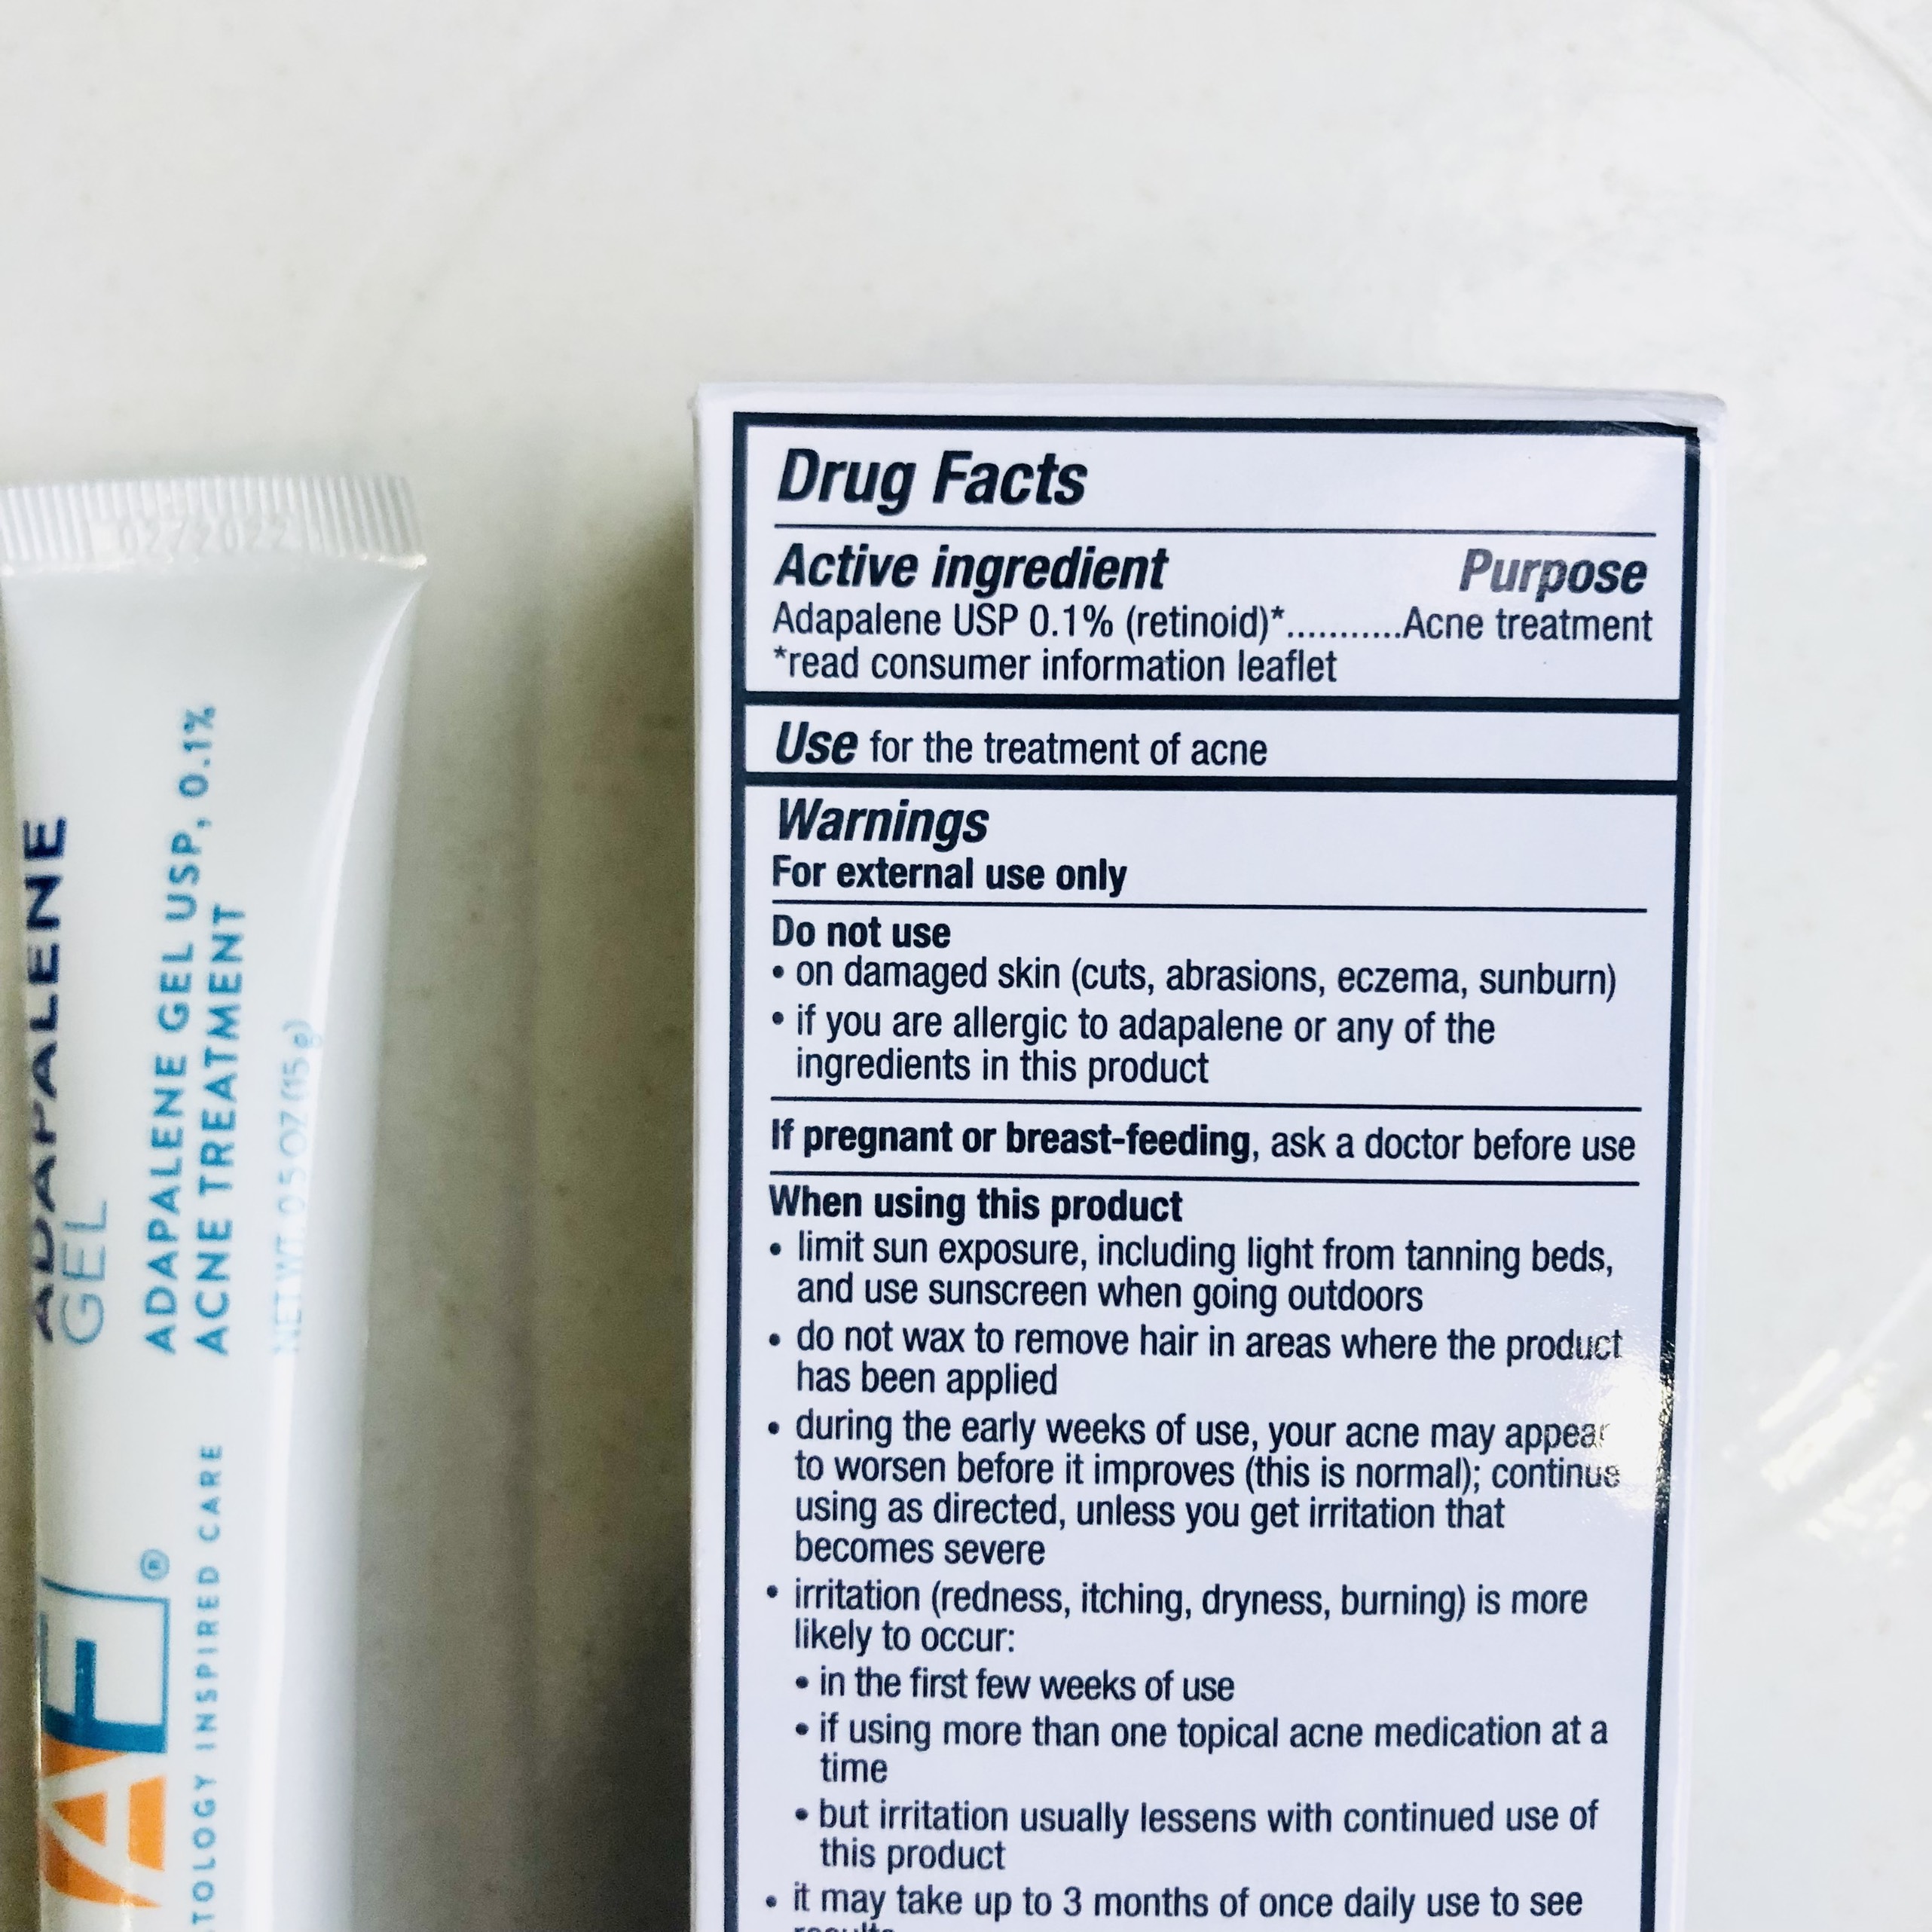 022022
ADAPALENE
GEL
ADAPALENE GEL USP, 0.1%
ACNE TREATMENT
NET WT. 0.5 OZ (15 g)
AE®
TOLOGY INSPIRED CARE
Drug Facts
Active ingredient Purpose
Adapalene USP 0.1% (retinoid)*...........Acne treatment
*read consumer information leaflet
Use for the treatment of acne
Warnings
For external use only
Do not use
• on damaged skin (cuts, abrasions, eczema, sunburn)
• if you are allergic to adapalene or any of the
ingredients in this product
If pregnant or breast-feeding, ask a doctor before use
When using this product
• limit sun exposure, including light from tanning beds,
and use sunscreen when going outdoors
• do not wax to remove hair in areas where the product
has been applied
• during the early weeks of use, your acne may appear
to worsen before it improves (this is normal); continue
using as directed, unless you get irritation that
becomes severe
• irritation (redness, itching, dryness, burning) is more
likely to occur:
• in the first few weeks of use
• if using more than one topical acne medication at a
time
• but irritation usually lessens with continued use of
this product
• it may take up to 3 months of once daily use to see
results